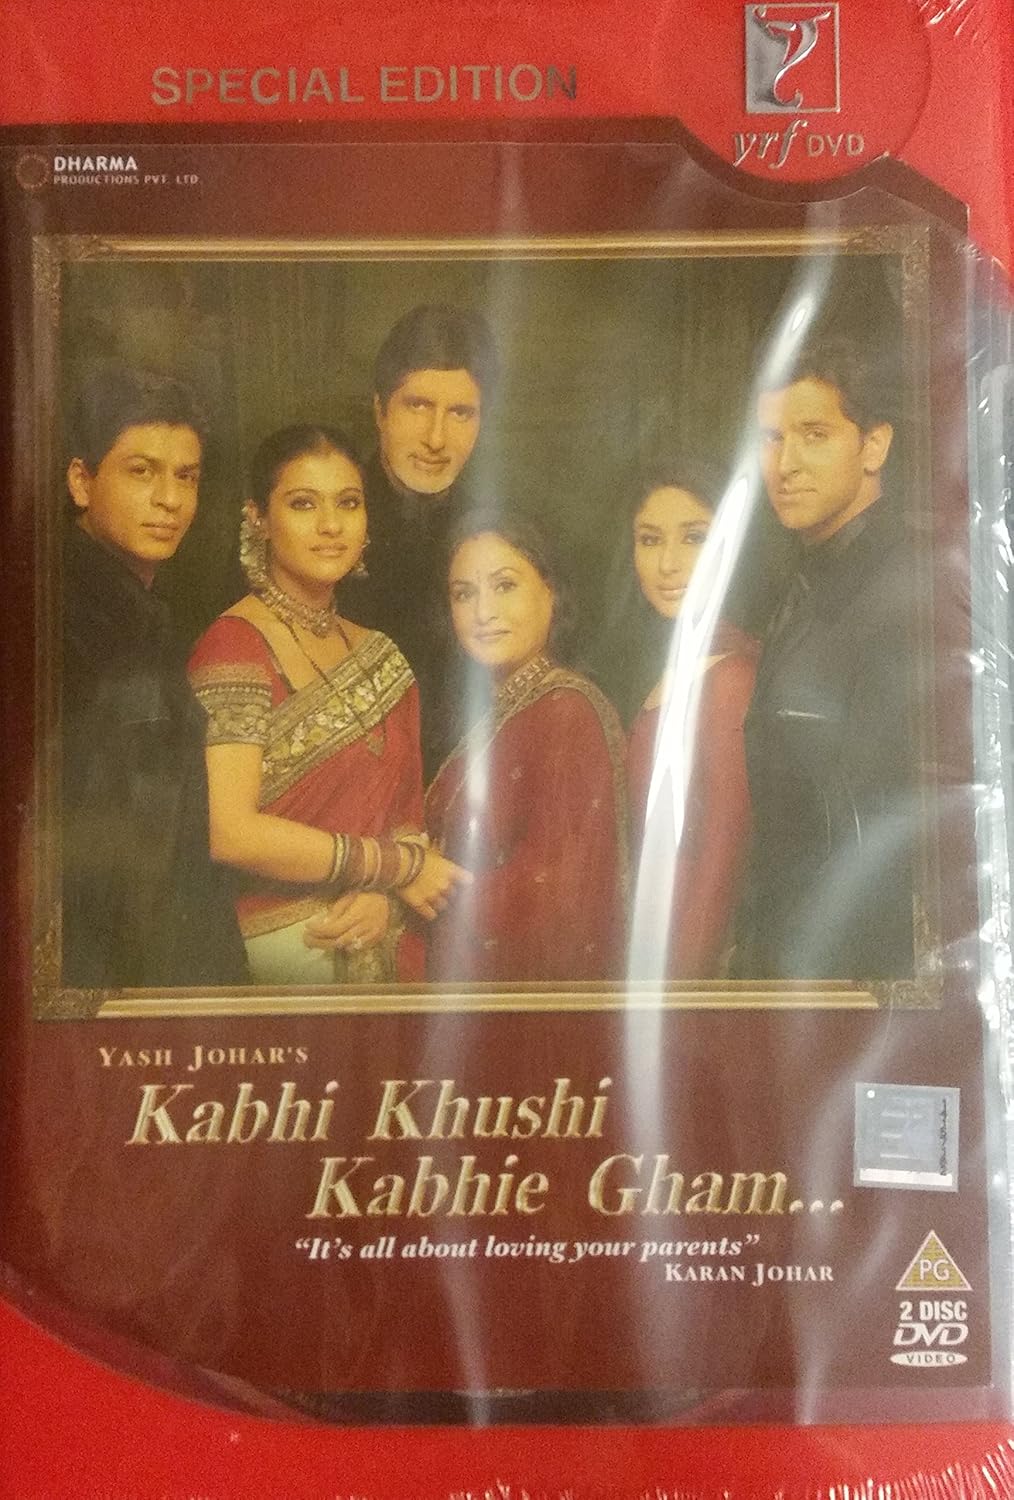 SPECIAL EDITION
yrf DVD
DHARMA
PRODUCTIONS PVT. LTD.
YASH JOHAR'S
Kabhi Khushi
Kabhie Gham...
"It's all about loving your parents"
KARAN JOHAR
PG
2 DISC
DVD
VIDEO